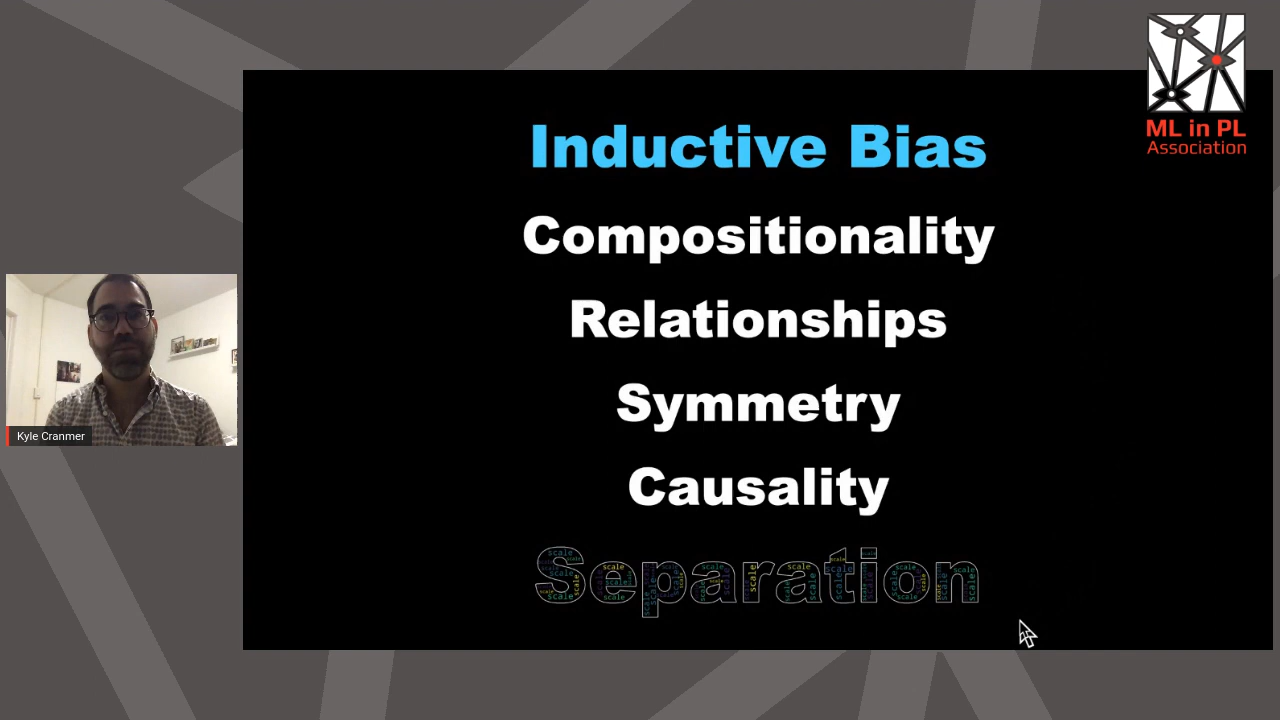 ML in PL
Association
Inductive Bias
Compositionality
Relationships
Symmetry
Causality
Separation
Kyle Cranmer